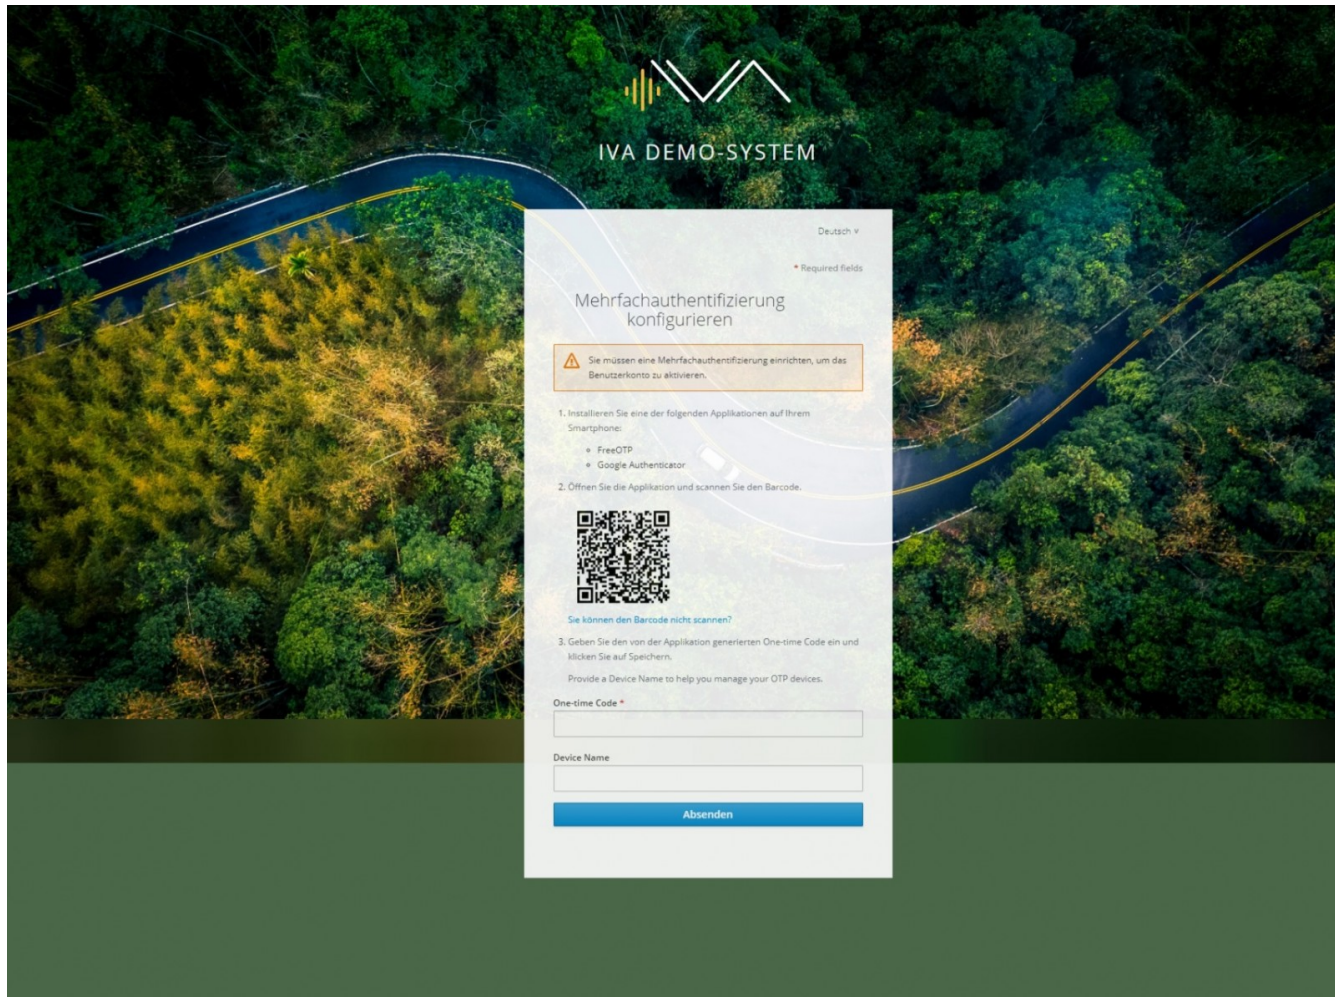 IVA
IVA DEMO-SYSTEM
Deutsch ∨
* Required fields
Mehrfachauthentifizierung
konfigurieren
Sie müssen eine Mehrfachauthentifizierung einrichten, um das
Benutzerkonto zu aktivieren.
1. Installieren Sie eine der folgenden Applikationen auf Ihrem
Smartphone:
FreeOTP
Google Authenticator
2. Öffnen Sie die Applikation und scannen Sie den Barcode.
Sie können den Barcode nicht scannen?
3. Geben Sie den von der Applikation generierten One-time Code ein und
klicken Sie auf Speichern.
Provide a Device Name to help you manage your OTP devices.
One-time Code *
Device Name
Absenden